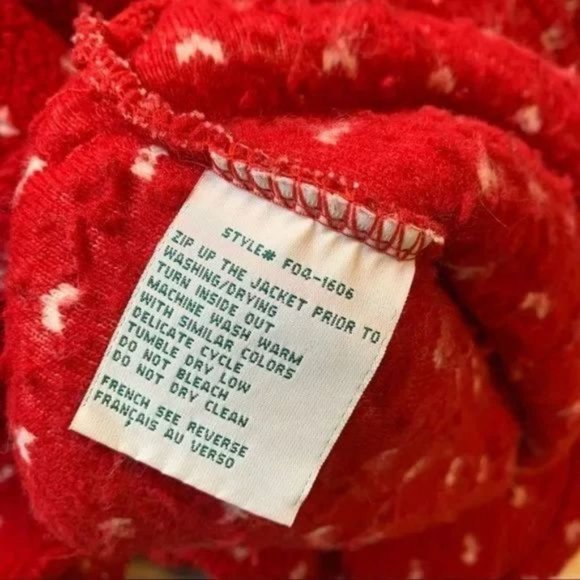 STYLE# F04-1606
ZIP UP THE JACKET PRIOR TO
WASHING/DRYING
TURN INSIDE OUT
MACHINE WASH WARM
WITH SIMILAR COLORS
DELICATE CYCLE
TUMBLE DRY LOW
DO NOT BLEACH
DO NOT DRY CLEAN
FRENCH SEE REVERSE
FRANÇAIS AU VERSO